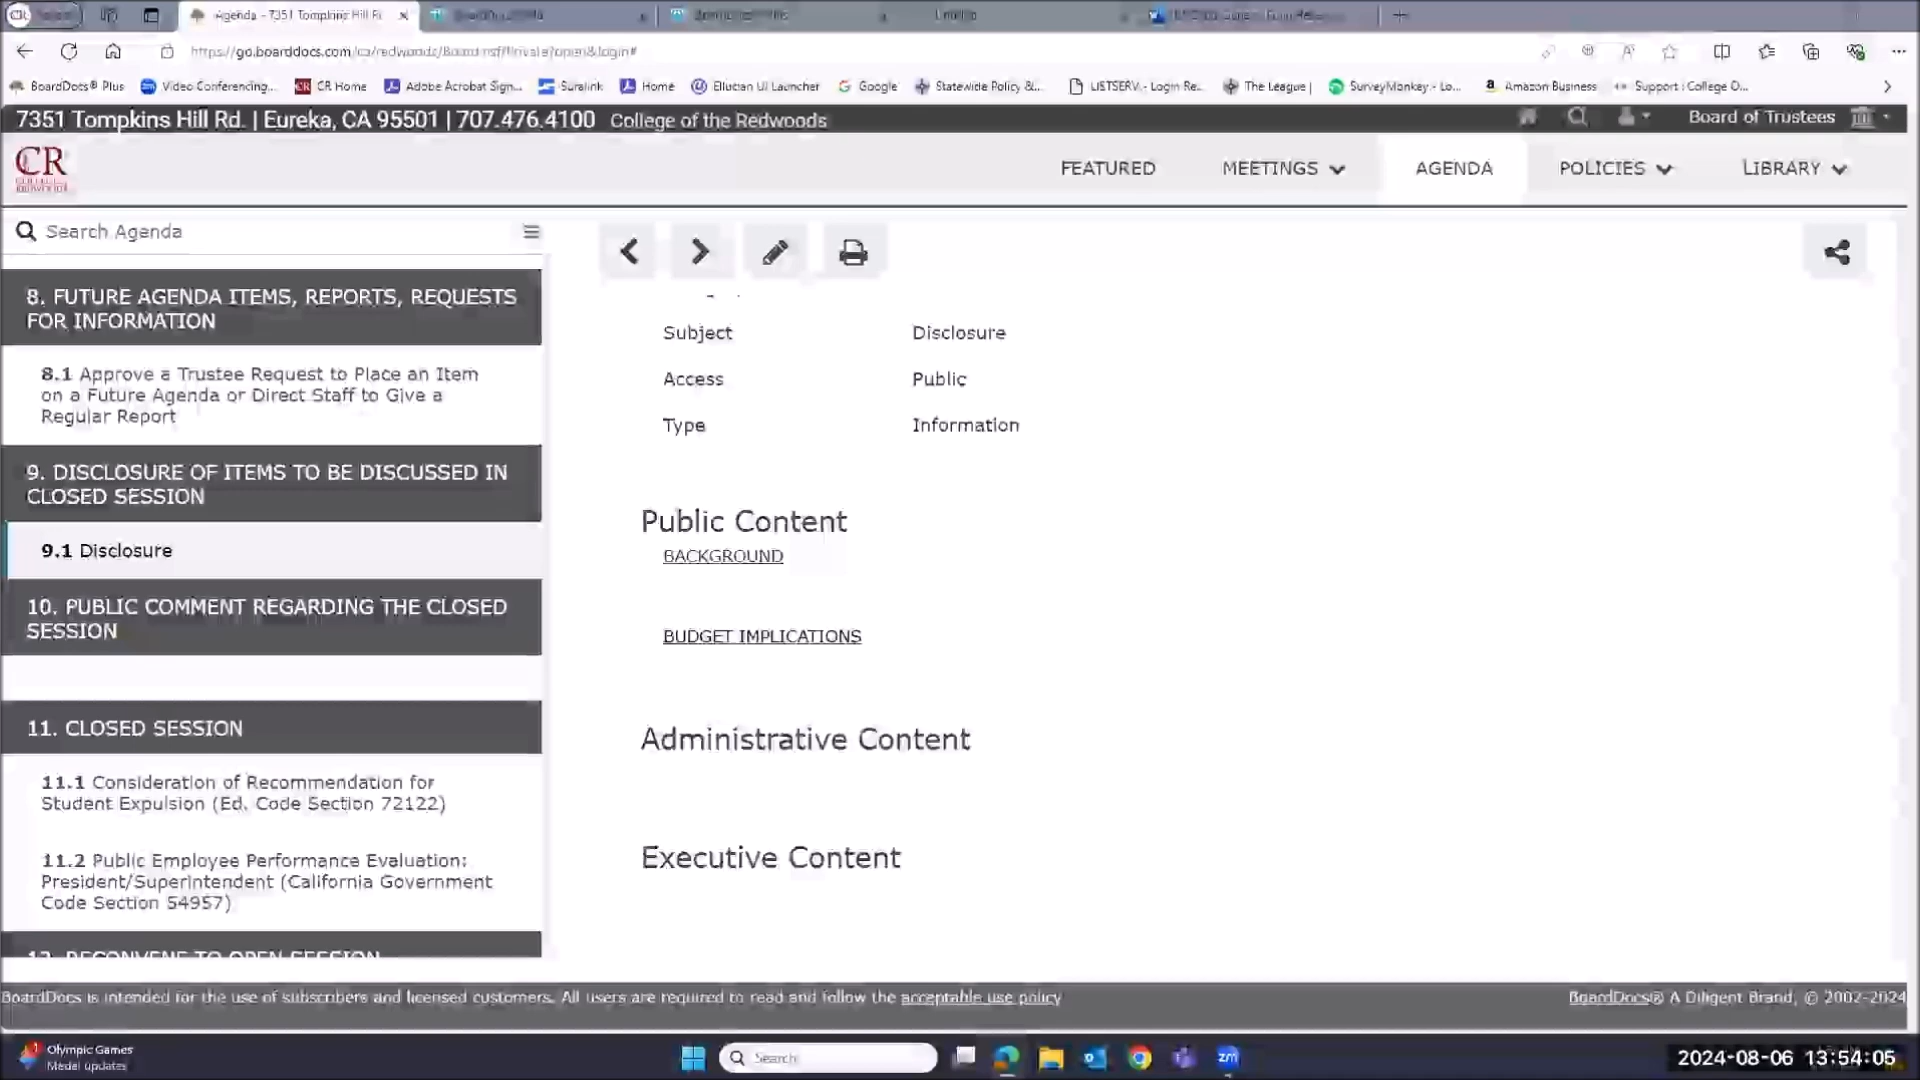 Agenda - 7351 Tompkins Hill R
https://go.boarddocs.com/ca/redwoods/Board.nsf/Private?open&login#
BoardDocs® Plus Video Conferencing... CR Home Adobe Acrobat Sign... Suralink Home Ellucian UI Launcher Google Statewide Policy &... LISTSERV - Login Re... The League | SurveyMonkey - Lo... Amazon Business Support : College O...
7351 Tompkins Hill Rd. | Eureka, CA 95501 | 707.476.4100 College of the Redwoods Board of Trustees
CR
FEATURED MEETINGS AGENDA POLICIES LIBRARY
Search Agenda
8. FUTURE AGENDA ITEMS, REPORTS, REQUESTS
FOR INFORMATION
8.1 Approve a Trustee Request to Place an Item
on a Future Agenda or Direct Staff to Give a
Regular Report
9. DISCLOSURE OF ITEMS TO BE DISCUSSED IN
CLOSED SESSION
9.1 Disclosure
10. PUBLIC COMMENT REGARDING THE CLOSED
SESSION
11. CLOSED SESSION
11.1 Consideration of Recommendation for
Student Expulsion (Ed. Code Section 72122)
11.2 Public Employee Performance Evaluation:
President/Superintendent (California Government
Code Section 54957)
12. RECONVENE TO OPEN SESSION
Subject Disclosure
Access Public
Type Information
Public Content
BACKGROUND
BUDGET IMPLICATIONS
Administrative Content
Executive Content
BoardDocs is intended for the use of subscribers and licensed customers. All users are required to read and follow the acceptable use policy
BoardDocs® A Diligent Brand, © 2002-2024
Olympic Games
Medal updates
Search
2024-08-06 13:54:05